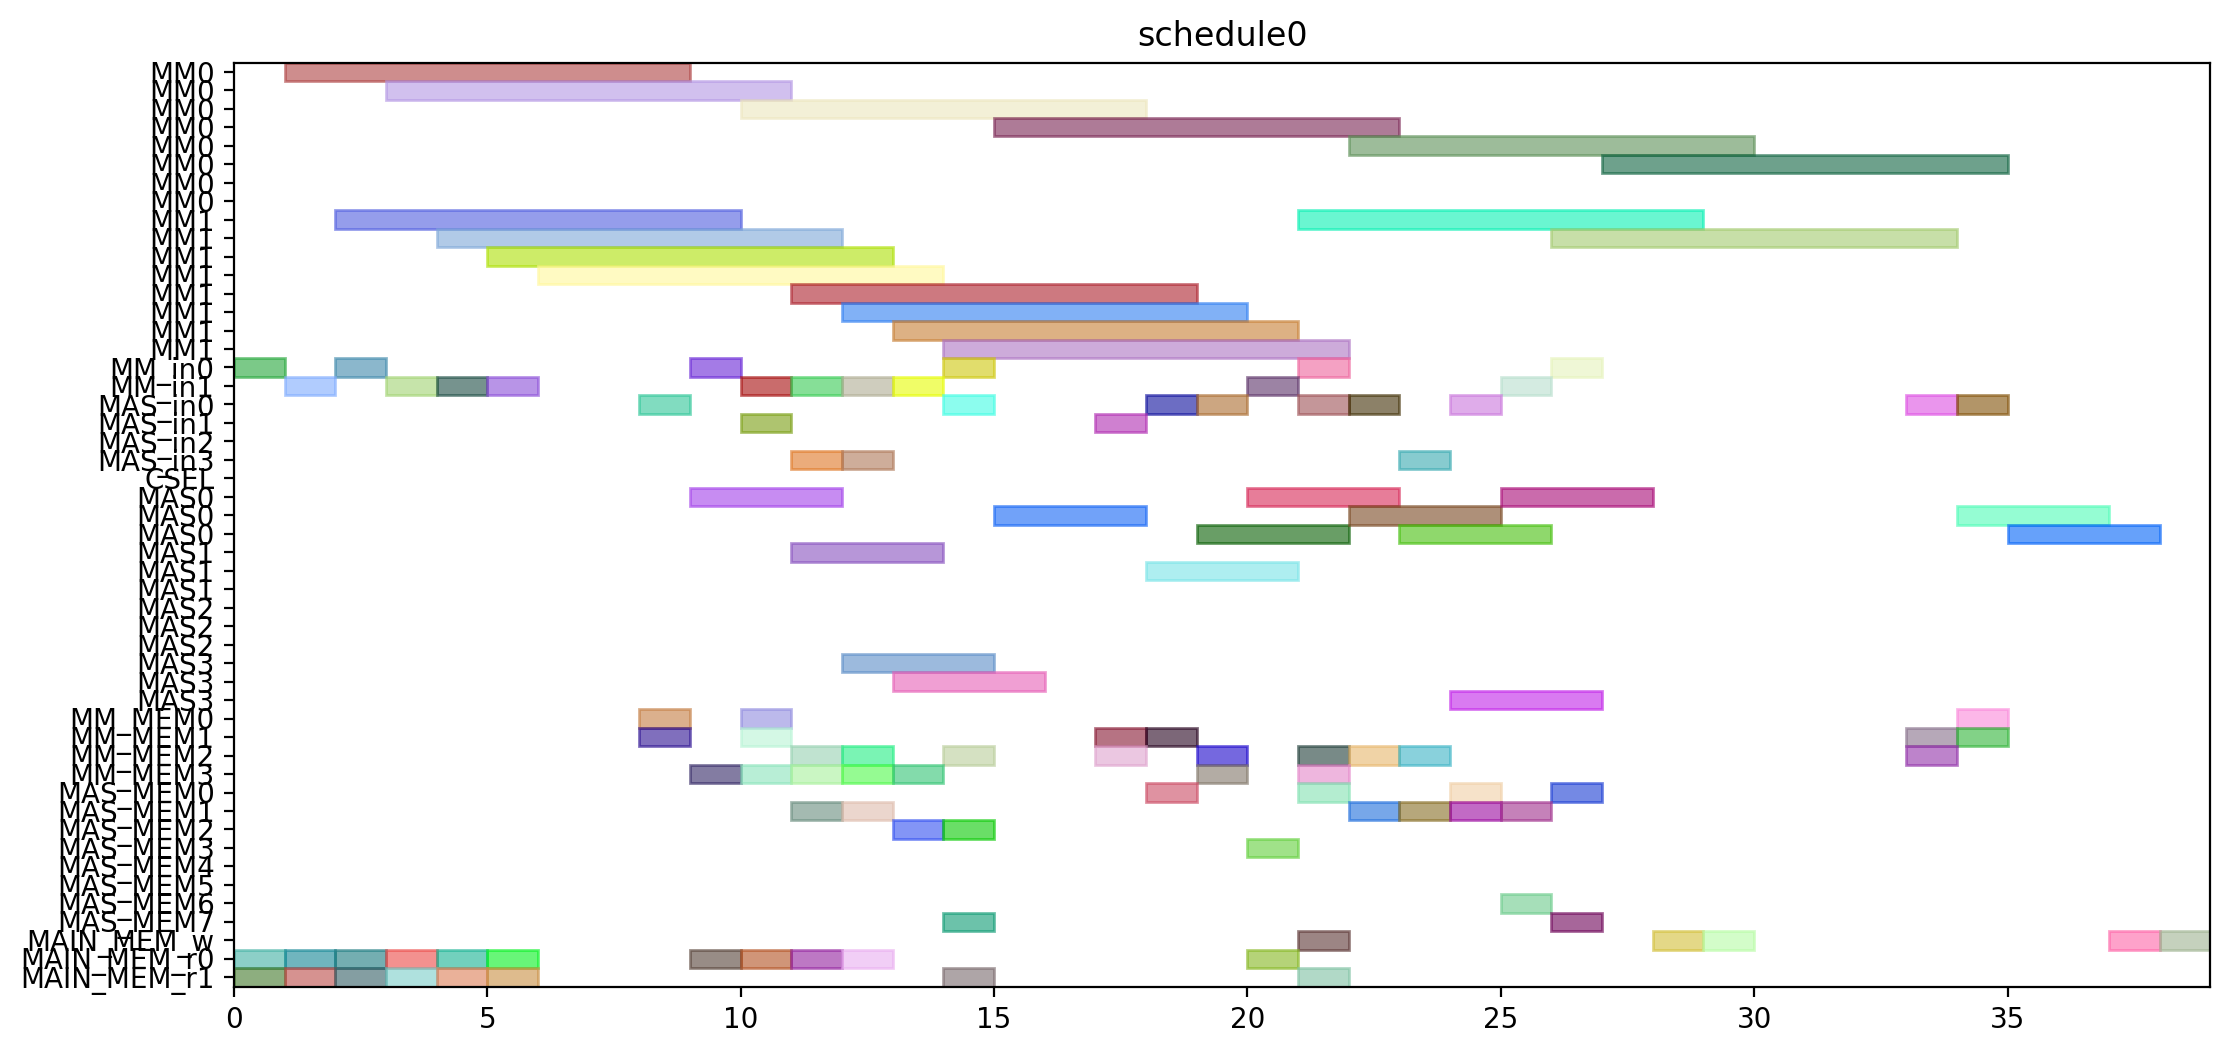 schedule0
MM0
MM0
MM0
MM0
MM0
MM0
MM0
MM0
MM1
MM1
MM1
MM1
MM1
MM1
MM1
MM1
MM_in0
MM_in1
MAS_in0
MAS_in1
MAS_in2
MAS_in3
CSEL
MAS0
MAS0
MAS0
MAS1
MAS1
MAS1
MAS2
MAS2
MAS2
MAS3
MAS3
MAS3
MM_MEM0
MM_MEM1
MM_MEM2
MM_MEM3
MAS_MEM0
MAS_MEM1
MAS_MEM2
MAS_MEM3
MAS_MEM4
MAS_MEM5
MAS_MEM6
MAS_MEM7
MAIN_MEM_w
MAIN_MEM_r0
MAIN_MEM_r1
0 5 10 15 20 25 30 35